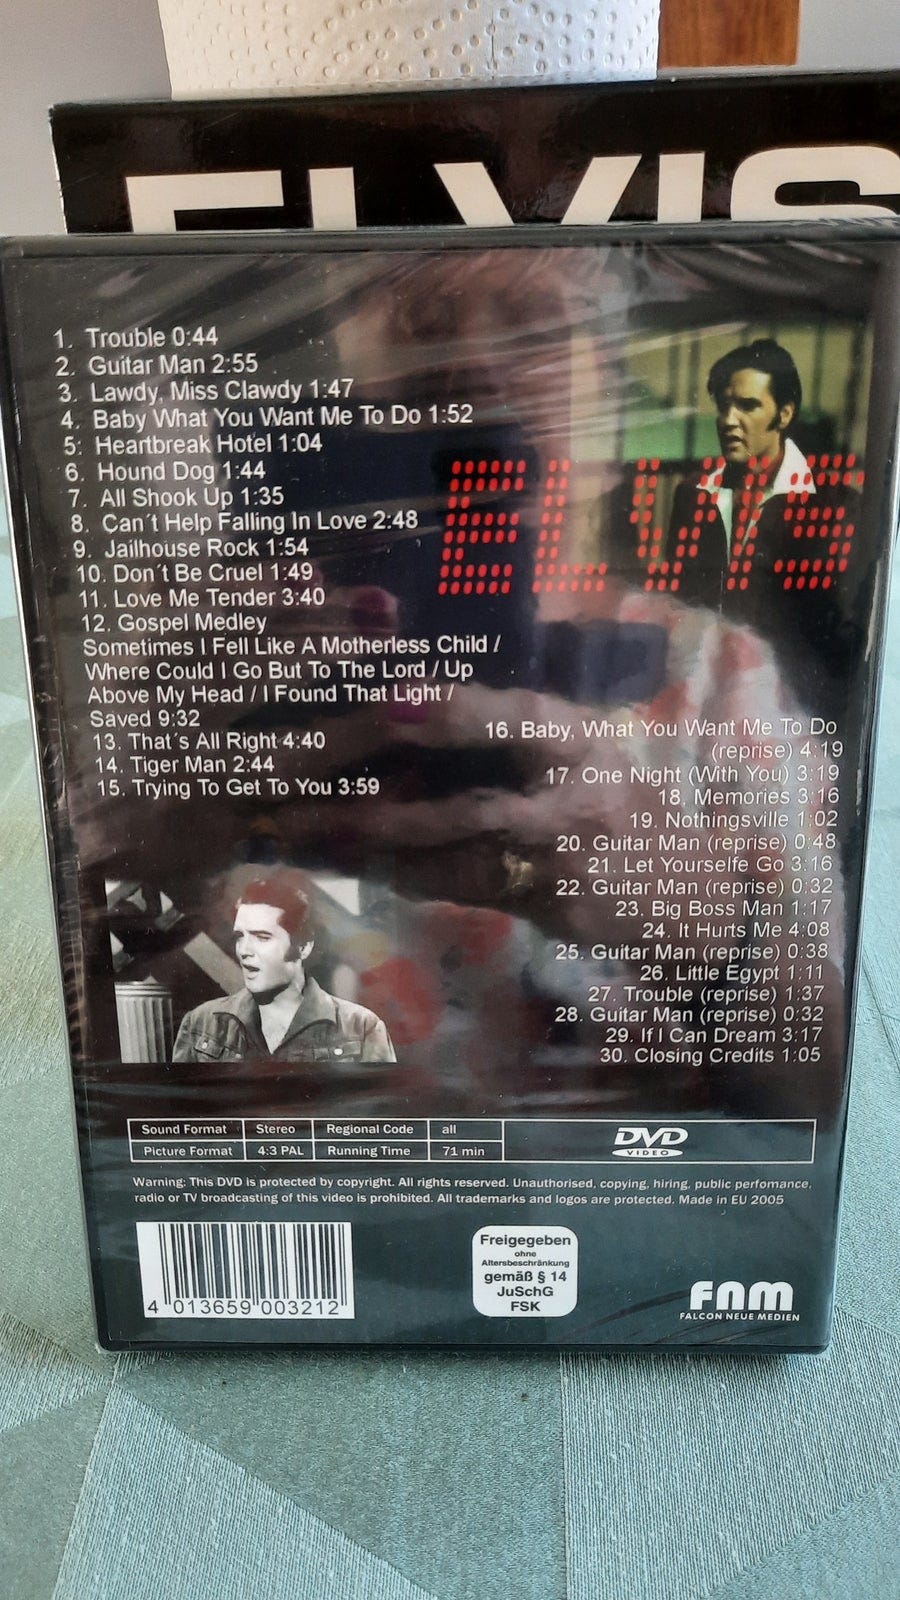 ELVIS
1. Trouble 0:44
2. Guitar Man 2:55
3. Lawdy, Miss Clawdy 1:47
4. Baby What You Want Me To Do 1:52
5: Heartbreak Hotel 1:04
6. Hound Dog 1:44
7. All Shook Up 1:35
8. Can´t Help Falling In Love 2:48
9. Jailhouse Rock 1:54
10. Don´t Be Cruel 1:49
11. Love Me Tender 3:40
12. Gospel Medley
Sometimes I Fell Like A Motherless Child /
Where Could I Go But To The Lord / Up
Above My Head / I Found That Light /
Saved 9:32
13. That´s All Right 4:40
14. Tiger Man 2:44
15. Trying To Get To You 3:59
ELVIS
16. Baby, What You Want Me To Do
(reprise) 4:19
17. One Night (With You) 3:19
18. Memories 3:16
19. Nothingsville 1:02
20. Guitar Man (reprise) 0:48
21. Let Yourselfe Go 3:16
22. Guitar Man (reprise) 0:32
23. Big Boss Man 1:17
24. It Hurts Me 4:08
25. Guitar Man (reprise) 0:38
26. Little Egypt 1:11
27. Trouble (reprise) 1:37
28. Guitar Man (reprise) 0:32
29. If I Can Dream 3:17
30. Closing Credits 1:05
Sound Format Stereo Regional Code all
Picture Format 4:3 PAL Running Time 71 min
DVD
VIDEO
Warning: This DVD is protected by copyright. All rights reserved. Unauthorised, copying, hiring, public perfomance,
radio or TV broadcasting of this video is prohibited. All trademarks and logos are protected. Made in EU 2005
4 013659 003212
Freigegeben
ohne
Altersbeschränkung
gemäß § 14
JuSchG
FSK
fnm
FALCON NEUE MEDIEN